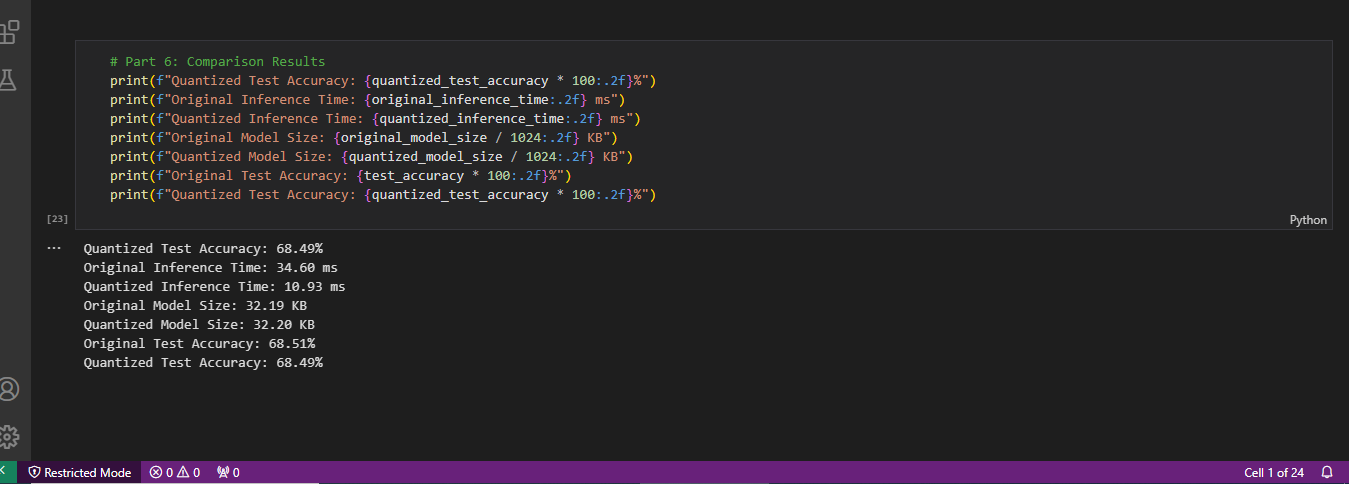 # Part 6: Comparison Results
print(f"Quantized Test Accuracy: {quantized_test_accuracy * 100:.2f}%")
print(f"Original Inference Time: {original_inference_time:.2f} ms")
print(f"Quantized Inference Time: {quantized_inference_time:.2f} ms")
print(f"Original Model Size: {original_model_size / 1024:.2f} KB")
print(f"Quantized Model Size: {quantized_model_size / 1024:.2f} KB")
print(f"Original Test Accuracy: {test_accuracy * 100:.2f}%")
print(f"Quantized Test Accuracy: {quantized_test_accuracy * 100:.2f}%")
[23]
Python
...
Quantized Test Accuracy: 68.49%
Original Inference Time: 34.60 ms
Quantized Inference Time: 10.93 ms
Original Model Size: 32.19 KB
Quantized Model Size: 32.20 KB
Original Test Accuracy: 68.51%
Quantized Test Accuracy: 68.49%
Restricted Mode 0 0 0 Cell 1 of 24